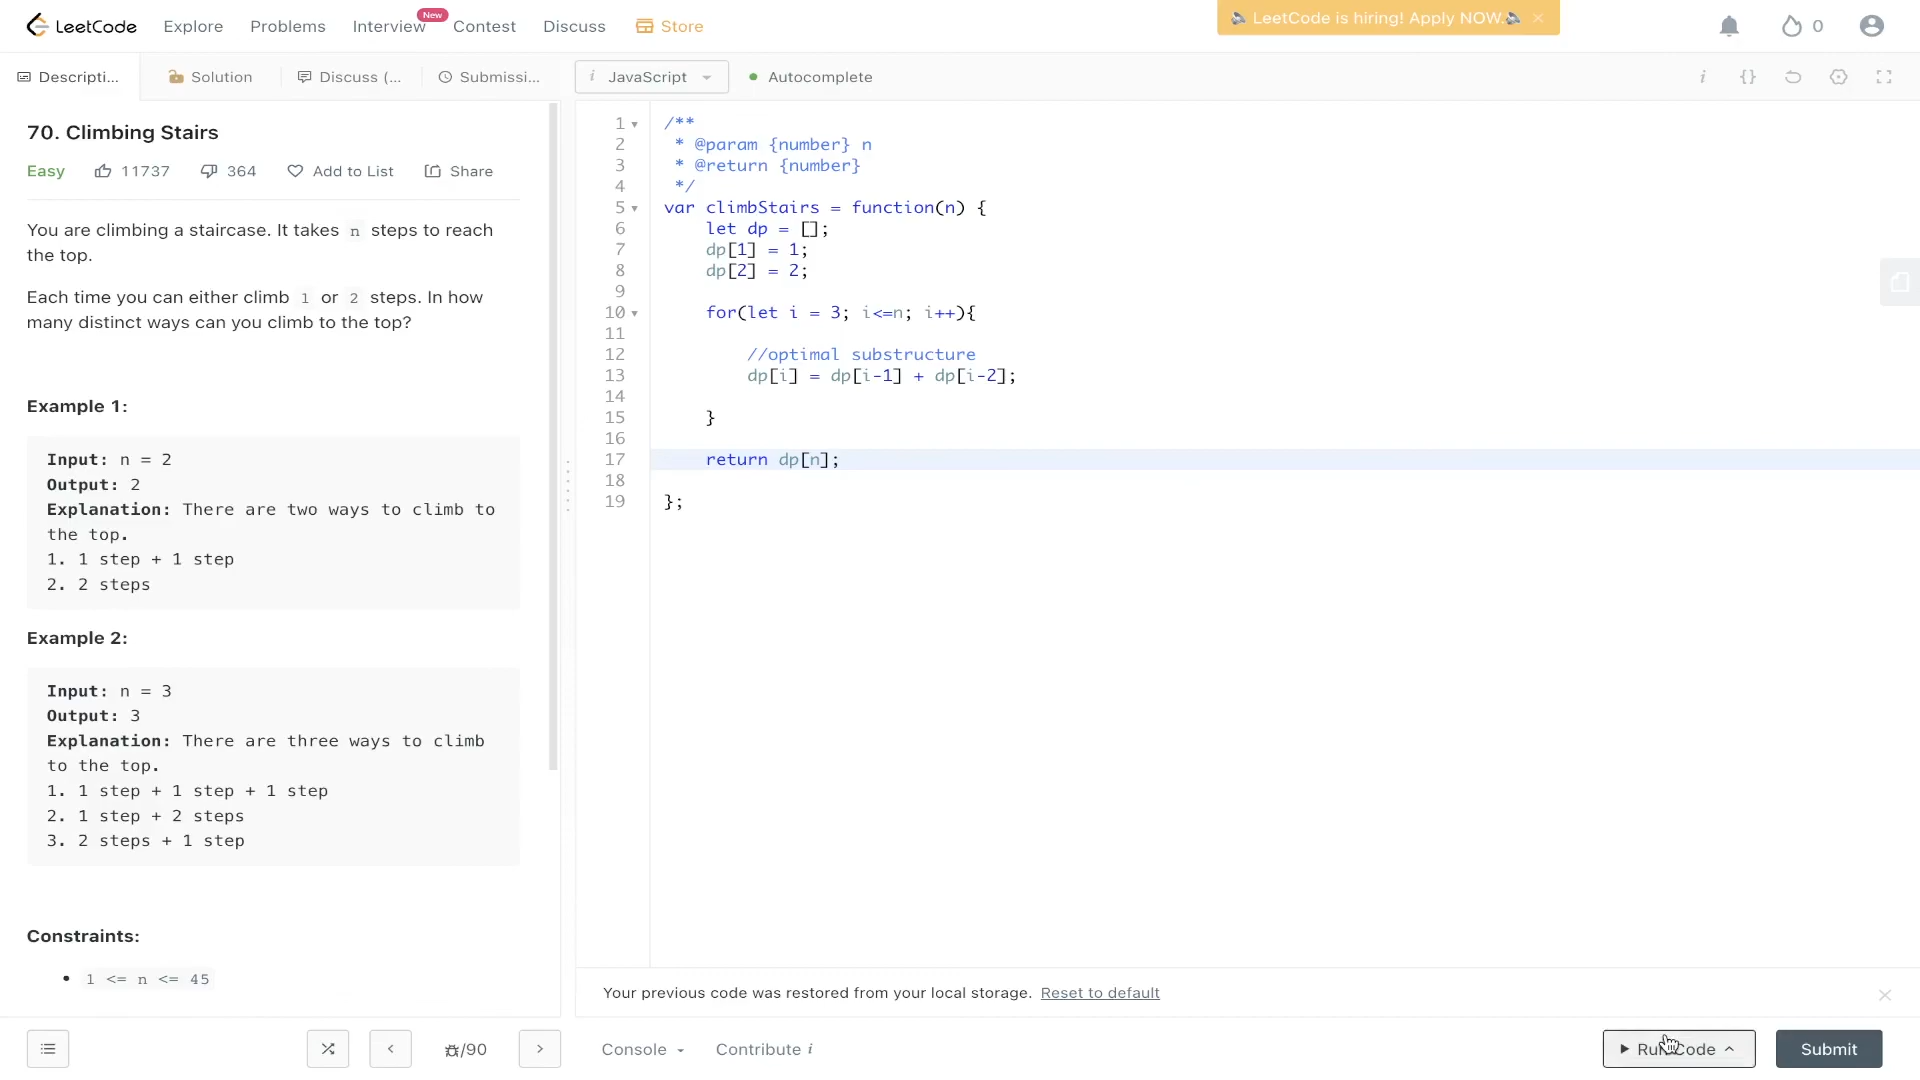 LeetCode Explore Problems Interview New Contest Discuss Store LeetCode is hiring! Apply NOW. 0
Descripti... Solution Discuss (... Submissi... i JavaScript Autocomplete i {}
70. Climbing Stairs
Easy 11737 364 Add to List Share
You are climbing a staircase. It takes n steps to reach
the top.
Each time you can either climb 1 or 2 steps. In how
many distinct ways can you climb to the top?
Example 1:
Input: n = 2
Output: 2
Explanation: There are two ways to climb to
the top.
1. 1 step + 1 step
2. 2 steps
Example 2:
Input: n = 3
Output: 3
Explanation: There are three ways to climb
to the top.
1. 1 step + 1 step + 1 step
2. 1 step + 2 steps
3. 2 steps + 1 step
Constraints:
• 1 <= n <= 45
1 /**
2 * @param {number} n
3 * @return {number}
4 */
5 var climbStairs = function(n) {
6 let dp = [];
7 dp[1] = 1;
8 dp[2] = 2;
9
10 for(let i = 3; i<=n; i++){
11
12 //optimal substructure
13 dp[i] = dp[i-1] + dp[i-2];
14
15 }
16
17 return dp[n];
18
19 };
Your previous code was restored from your local storage. Reset to default
/90 Console Contribute i Run Code Submit